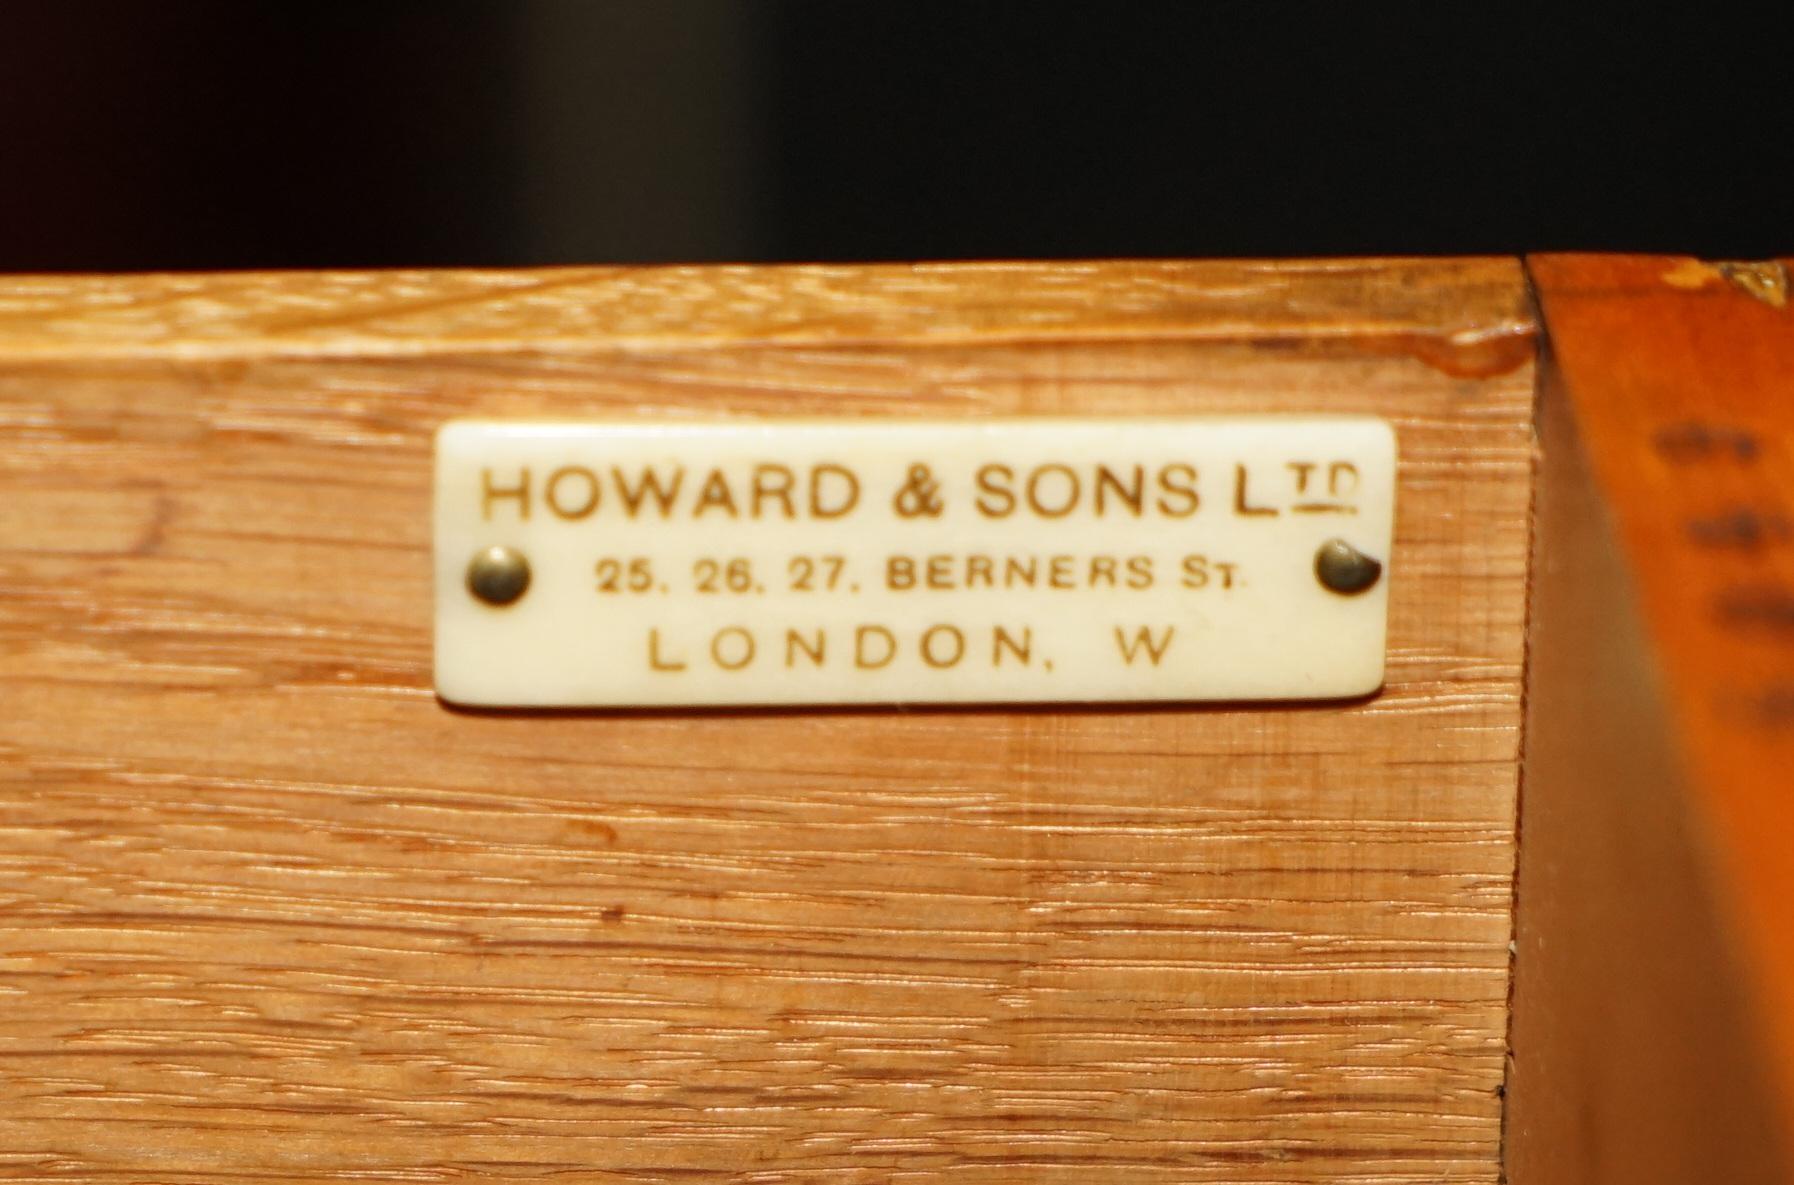 HOWARD & SONS LTD
25. 26. 27. BERNERS ST.
LONDON, W